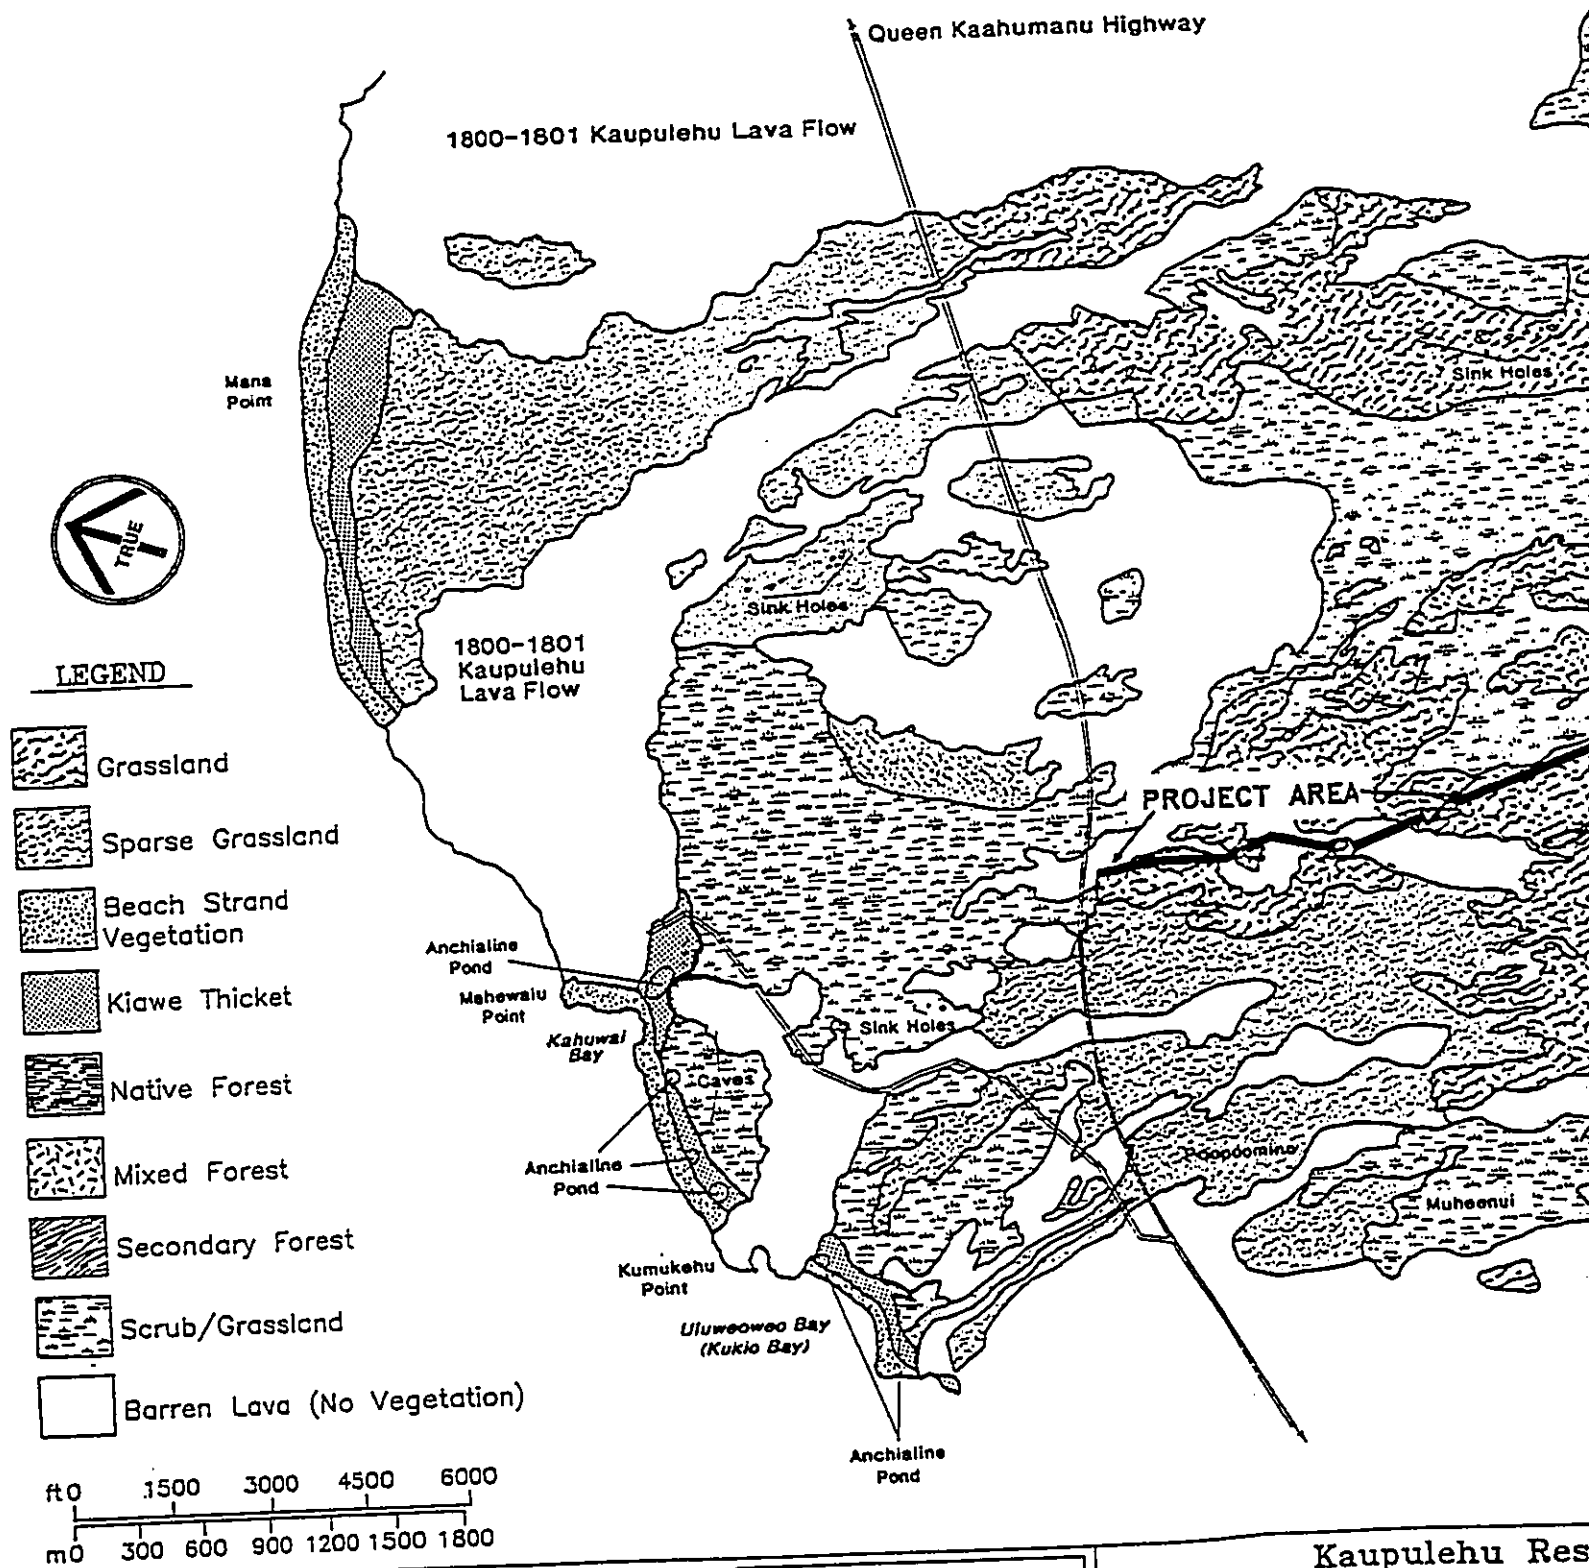 Queen Kaahumanu Highway
1800-1801 Kaupulehu Lava Flow
Mana
Point
Sink Holes
TRUE
Sink Holes
1800-1801
Kaupulehu
Lava Flow
LEGEND
Grassland
Sparse Grassland
Beach Strand
Vegetation
Kiawe Thicket
Native Forest
Mixed Forest
Secondary Forest
Scrub/Grassland
Barren Lava (No Vegetation)
PROJECT AREA
Anchialine
Pond
Mahewalu
Point
Kahuwai
Bay
Sink Holes
Caves
Anchialine
Pond
Poopoomino
Muheenui
Kumukehu
Point
Uluweoweo Bay
(Kukio Bay)
Anchialine
Pond
ft 0 1500 3000 4500 6000
m 0 300 600 900 1200 1500 1800
Kaupulehu Res